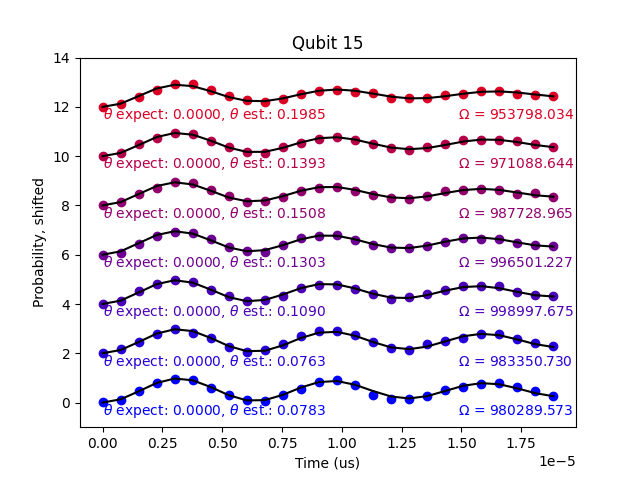 Qubit 15
Probability, shifted
14
12
θ expect: 0.0000, θ est.: 0.1985 Ω = 953798.034
10
θ expect: 0.0000, θ est.: 0.1393 Ω = 971088.644
8
θ expect: 0.0000, θ est.: 0.1508 Ω = 987728.965
6
θ expect: 0.0000, θ est.: 0.1303 Ω = 996501.227
4
θ expect: 0.0000, θ est.: 0.1090 Ω = 998997.675
2
θ expect: 0.0000, θ est.: 0.0763 Ω = 983350.730
0
θ expect: 0.0000, θ est.: 0.0783 Ω = 980289.573
0.00 0.25 0.50 0.75 1.00 1.25 1.50 1.75
Time (us)
1e−5